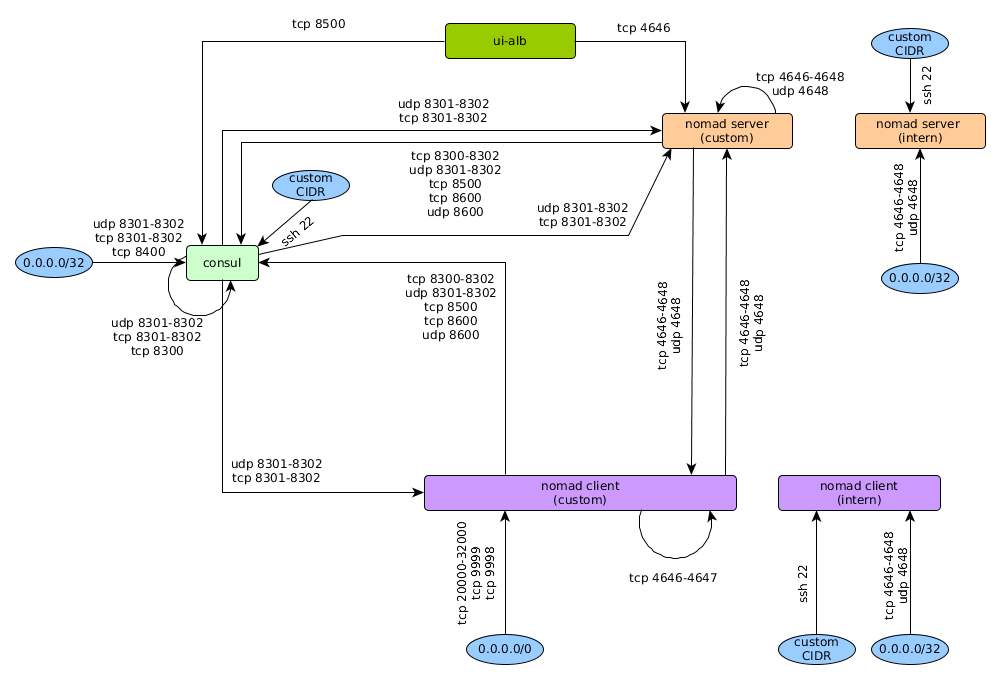 tcp 8500
ui-alb
tcp 4646
custom
CIDR
ssh 22
tcp 4646-4648
udp 4648
udp 8301-8302
tcp 8301-8302
nomad server
(custom)
nomad server
(intern)
tcp 8300-8302
udp 8301-8302
tcp 8500
tcp 8600
udp 8600
custom
CIDR
ssh 22
udp 8301-8302
tcp 8301-8302
tcp 4646-4648
udp 4648
udp 8301-8302
tcp 8301-8302
tcp 8400
0.0.0.0/32
consul
0.0.0.0/32
tcp 8300-8302
udp 8301-8302
tcp 8500
tcp 8600
udp 8600
udp 8301-8302
tcp 8301-8302
tcp 8300
tcp 4646-4648
udp 4648
tcp 4646-4648
udp 4648
udp 8301-8302
tcp 8301-8302
nomad client
(custom)
nomad client
(intern)
tcp 20000-32000
tcp 9999
tcp 9998
tcp 4646-4647
ssh 22
tcp 4646-4648
udp 4648
0.0.0.0/0
custom
CIDR
0.0.0.0/32